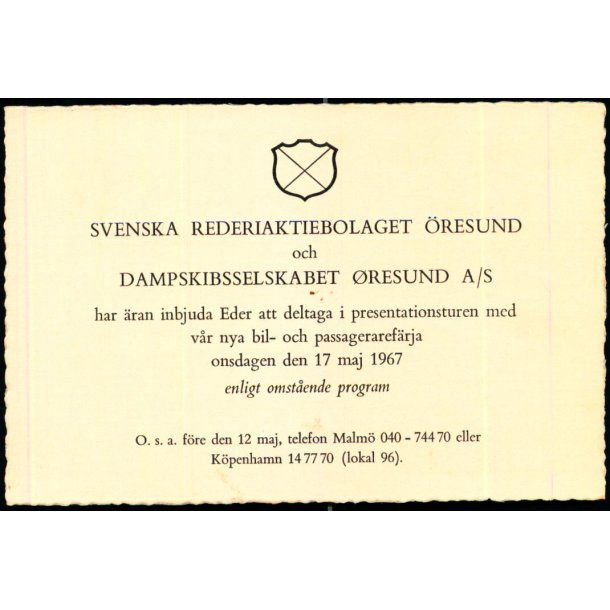 SVENSKA REDERIAKTIEBOLAGET ÖRESUND
och
DAMPSKIBSSELSKABET ØRESUND A/S
har äran inbjuda Eder att deltaga i presentationsturen med
vår nya bil- och passagerarefärja
onsdagen den 17 maj 1967
enligt omstående program
O. s. a. före den 12 maj, telefon Malmö 040 - 744 70 eller
Köpenhamn 14 77 70 (lokal 96).